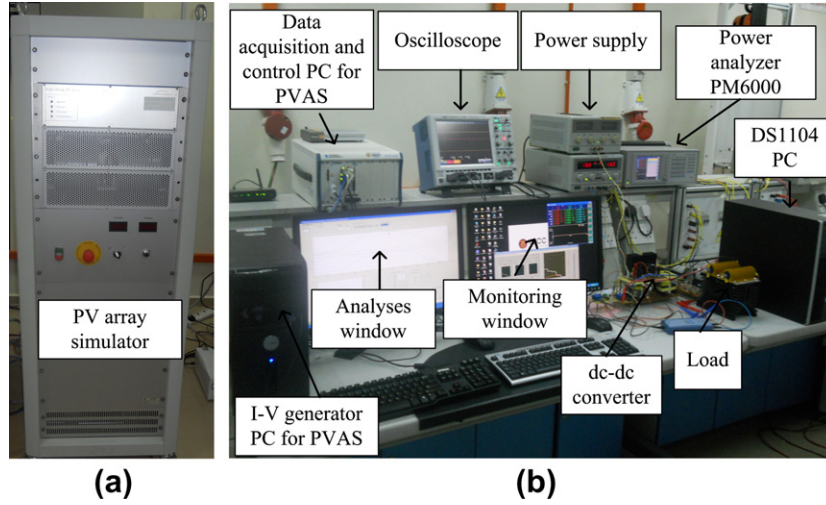 Data
acquisition and
control PC for
PVAS
Oscilloscope
Power supply
Power
analyzer
PM6000
DS1104
PC
PV array
simulator
Analyses
window
Monitoring
window
dc-dc
converter
Load
I-V generator
PC for PVAS
(a)
(b)